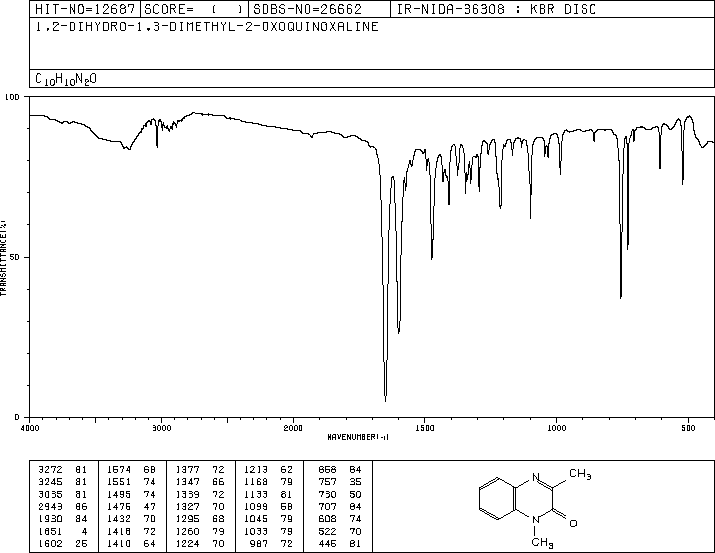 HIT-NO=12687 SCORE= ( ) SDBS-NO=26662 IR-NIDA-36308 : KBR DISC
1,2-DIHYDRO-1,3-DIMETHYL-2-OXOQUINOXALINE
C10H10N2O
100
50
0
TRANSMITTANCE(%)
4000 3000 2000 1500 1000 500
WAVENUMBER(-1)
3272 81 1574 68 1377 72 1213 62 858 84
3245 81 1551 74 1347 66 1168 79 757 35
3035 81 1495 74 1339 72 1133 81 730 50
2943 86 1475 47 1327 70 1099 58 707 84
1930 84 1432 70 1295 68 1045 79 608 74
1651 4 1418 72 1260 79 1033 79 522 70
1602 25 1410 64 1224 70 987 72 445 81
N
CH3
N
O
CH3